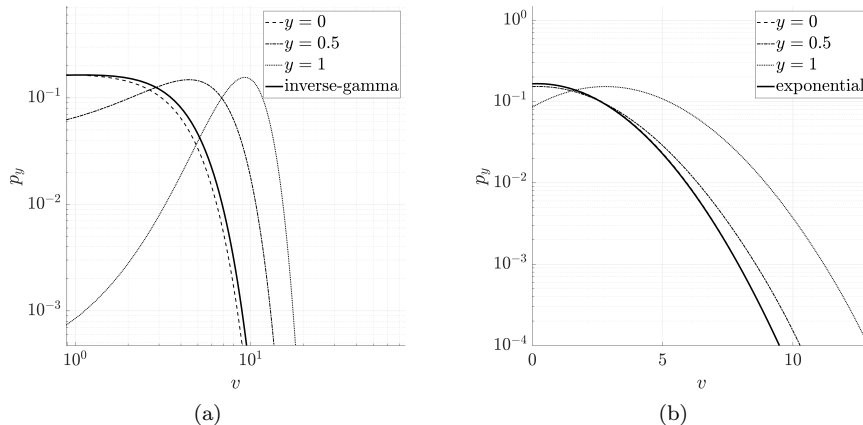 y = 0
y = 0.5
y = 1
inverse-gamma
10^{-1}
10^{-2}
10^{-3}
p_y
10^0
10^1
v
(a)
y = 0
y = 0.5
y = 1
exponential
10^0
10^{-1}
10^{-2}
10^{-3}
10^{-4}
p_y
0
5
10
v
(b)